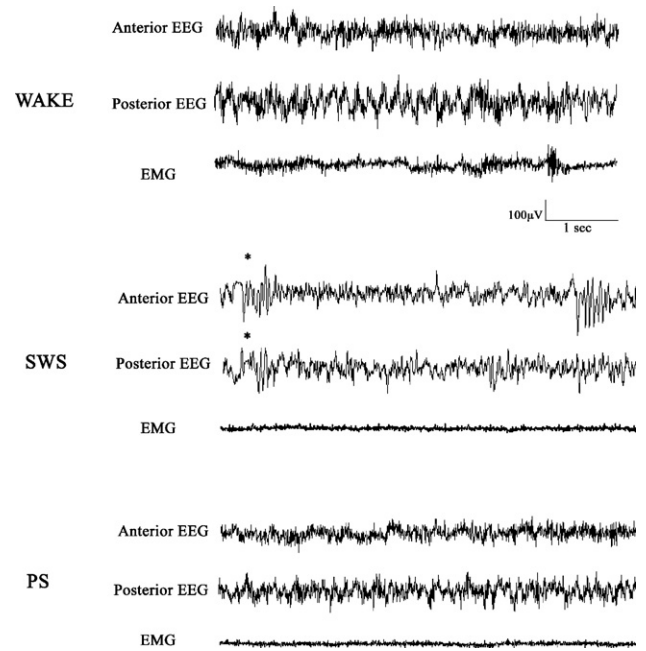 Anterior EEG
WAKE
Posterior EEG
EMG
100μV
1 sec
*
Anterior EEG
*
SWS
Posterior EEG
EMG
Anterior EEG
PS
Posterior EEG
EMG